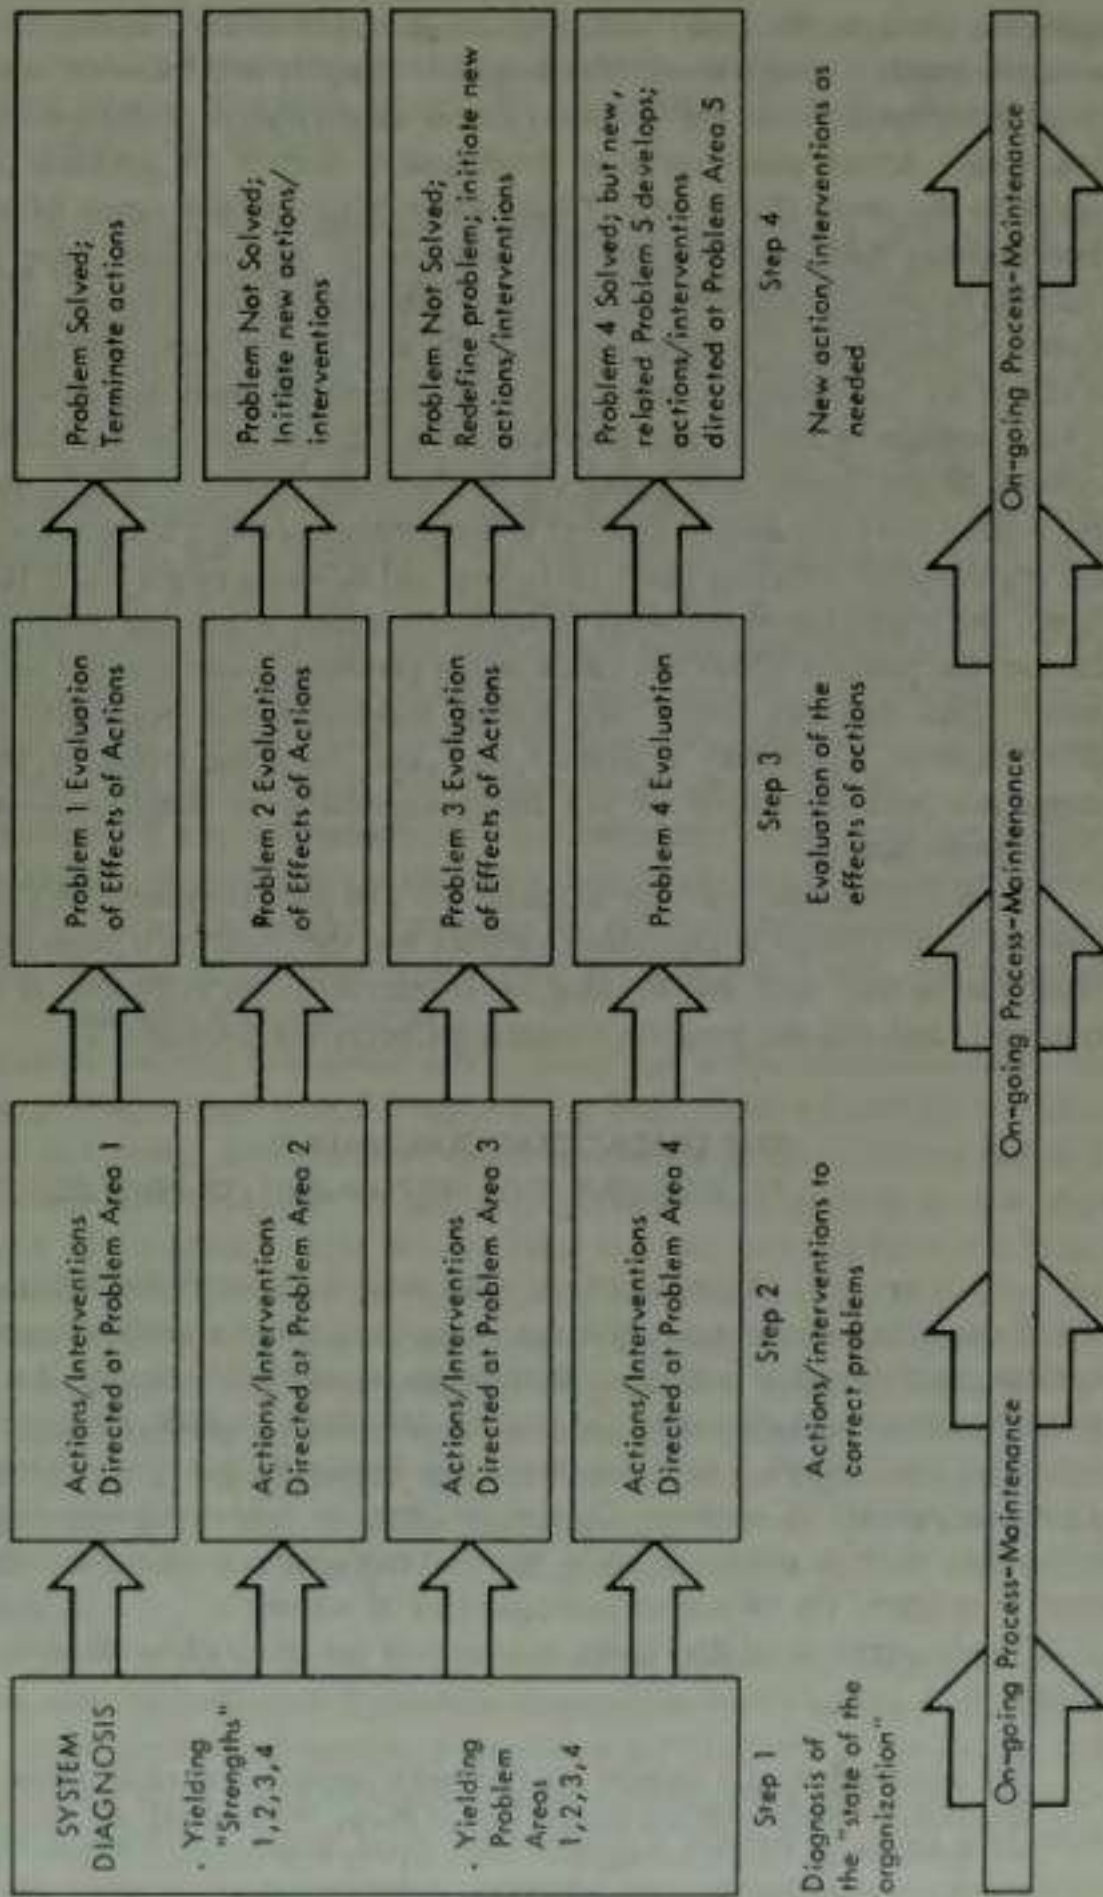 SYSTEM
DIAGNOSIS
· Yielding
"Strengths"
1,2,3,4
· Yielding
Problem
Areas
1,2,3,4
Step 1
Diagnosis of
the "state of the
organization"
Actions/Interventions
Directed at Problem Area 1
Actions/Interventions
Directed at Problem Area 2
Actions/Interventions
Directed at Problem Area 3
Actions/Interventions
Directed at Problem Area 4
Step 2
Actions/interventions to
correct problems
Problem 1 Evaluation
of Effects of Actions
Problem 2 Evaluation
of Effects of Actions
Problem 3 Evaluation
of Effects of Actions
Problem 4 Evaluation
Step 3
Evaluation of the
effects of actions
Problem Solved;
Terminate actions
Problem Not Solved;
Initiate new actions/
interventions
Problem Not Solved;
Redefine problem; initiate new
actions/interventions
Problem 4 Solved; but new,
related Problem 5 develops;
actions/interventions
directed at Problem Area 5
Step 4
New action/interventions as
needed
On-going Process-Maintenance
On-going Process-Maintenance
On-going Process-Maintenance